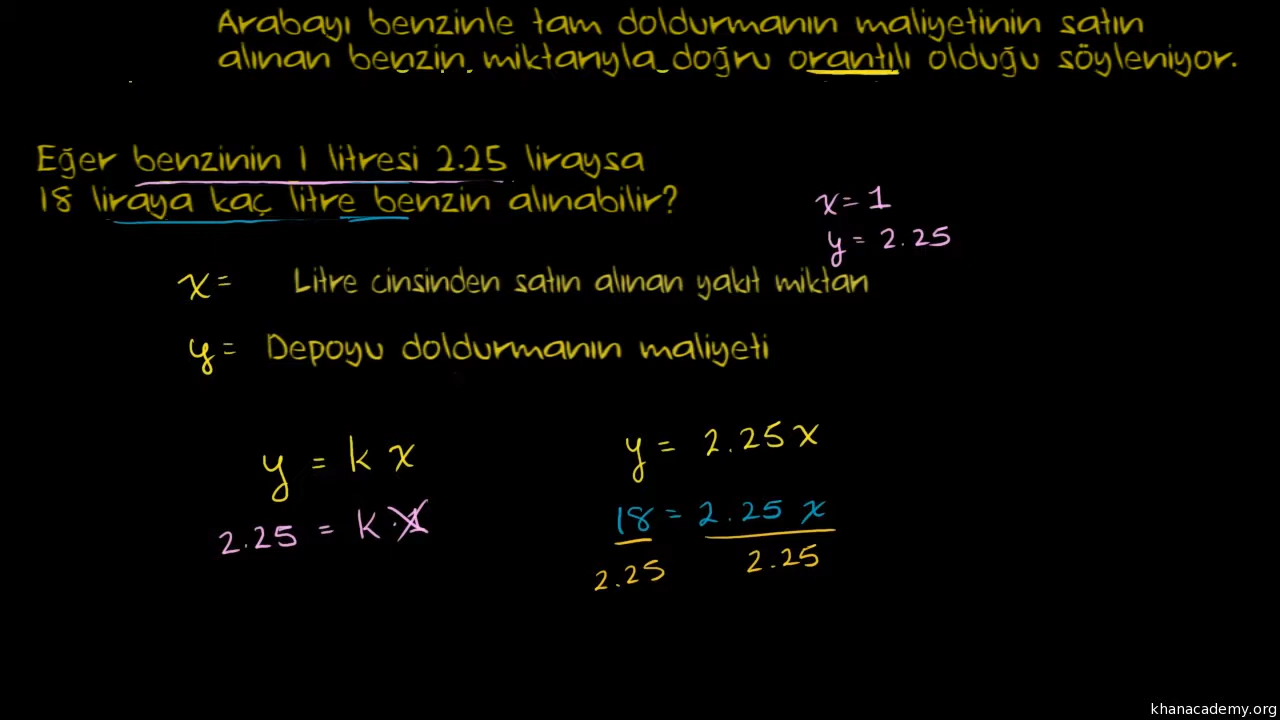 Arabayı benzinle tam doldurmanın maliyetinin satın
alınan benzin miktarıyla doğru orantılı olduğu söyleniyor.
Eğer benzinin 1 litresi 2.25 liraysa
18 liraya kaç litre benzin alınabilir?
x = 1
y = 2.25
x = Litre cinsinden satın alınan yakıt miktarı
y = Depoyu doldurmanın maliyeti
y = k x
2.25 = k · 1
y = 2.25 x
18 = 2.25 x
2.25 2.25
khanacademy.org